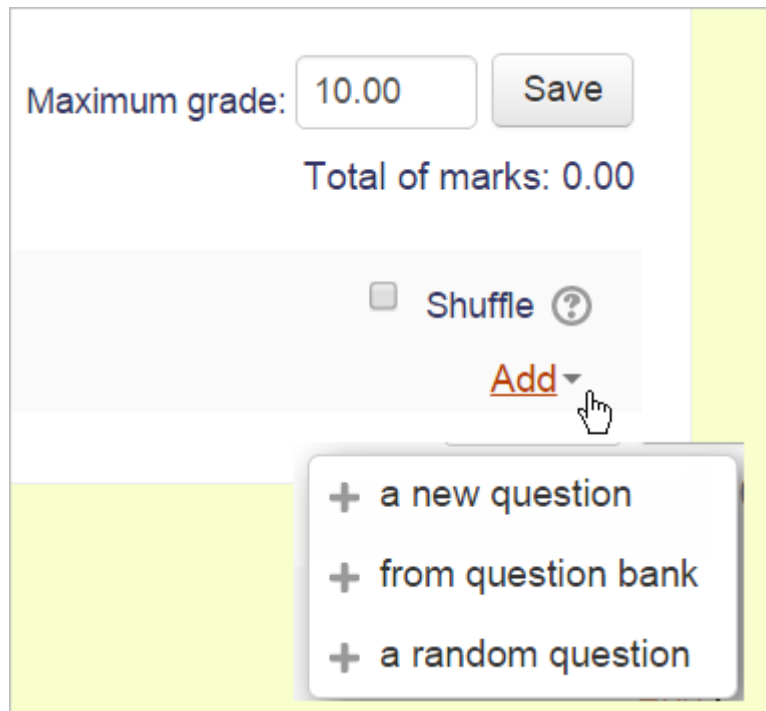 Maximum grade: 10.00 Save
Total of marks: 0.00
Shuffle ?
Add
+ a new question
+ from question bank
+ a random question